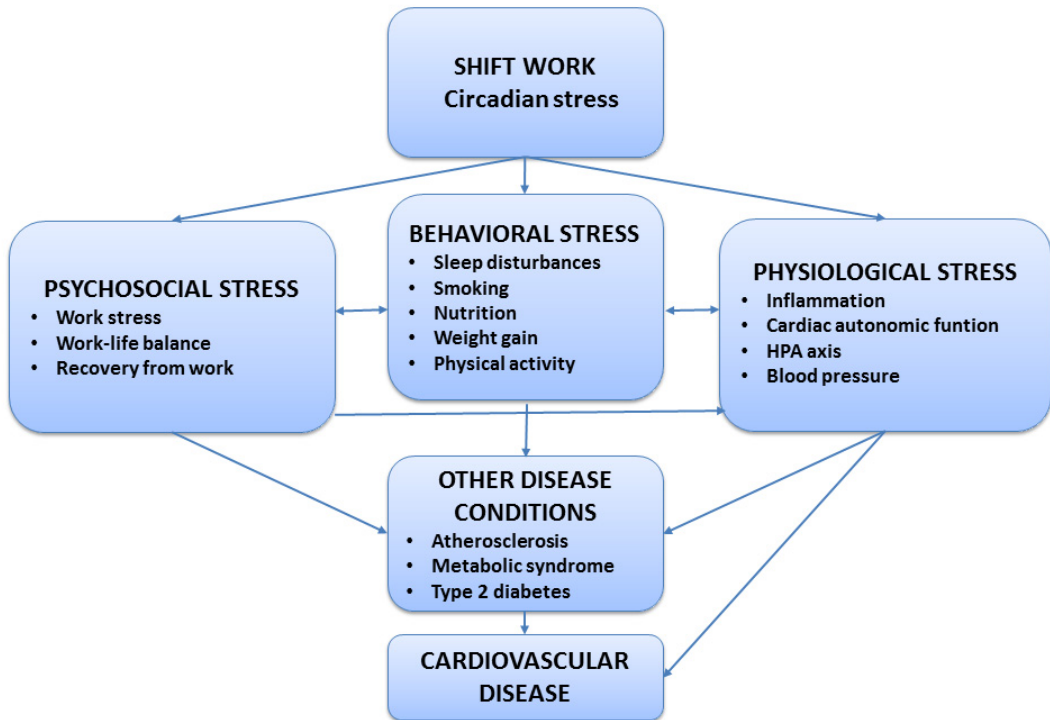 SHIFT WORK
Circadian stress
PSYCHOSOCIAL STRESS
• Work stress
• Work-life balance
• Recovery from work
BEHAVIORAL STRESS
• Sleep disturbances
• Smoking
• Nutrition
• Weight gain
• Physical activity
PHYSIOLOGICAL STRESS
• Inflammation
• Cardiac autonomic funtion
• HPA axis
• Blood pressure
OTHER DISEASE
CONDITIONS
• Atherosclerosis
• Metabolic syndrome
• Type 2 diabetes
CARDIOVASCULAR
DISEASE